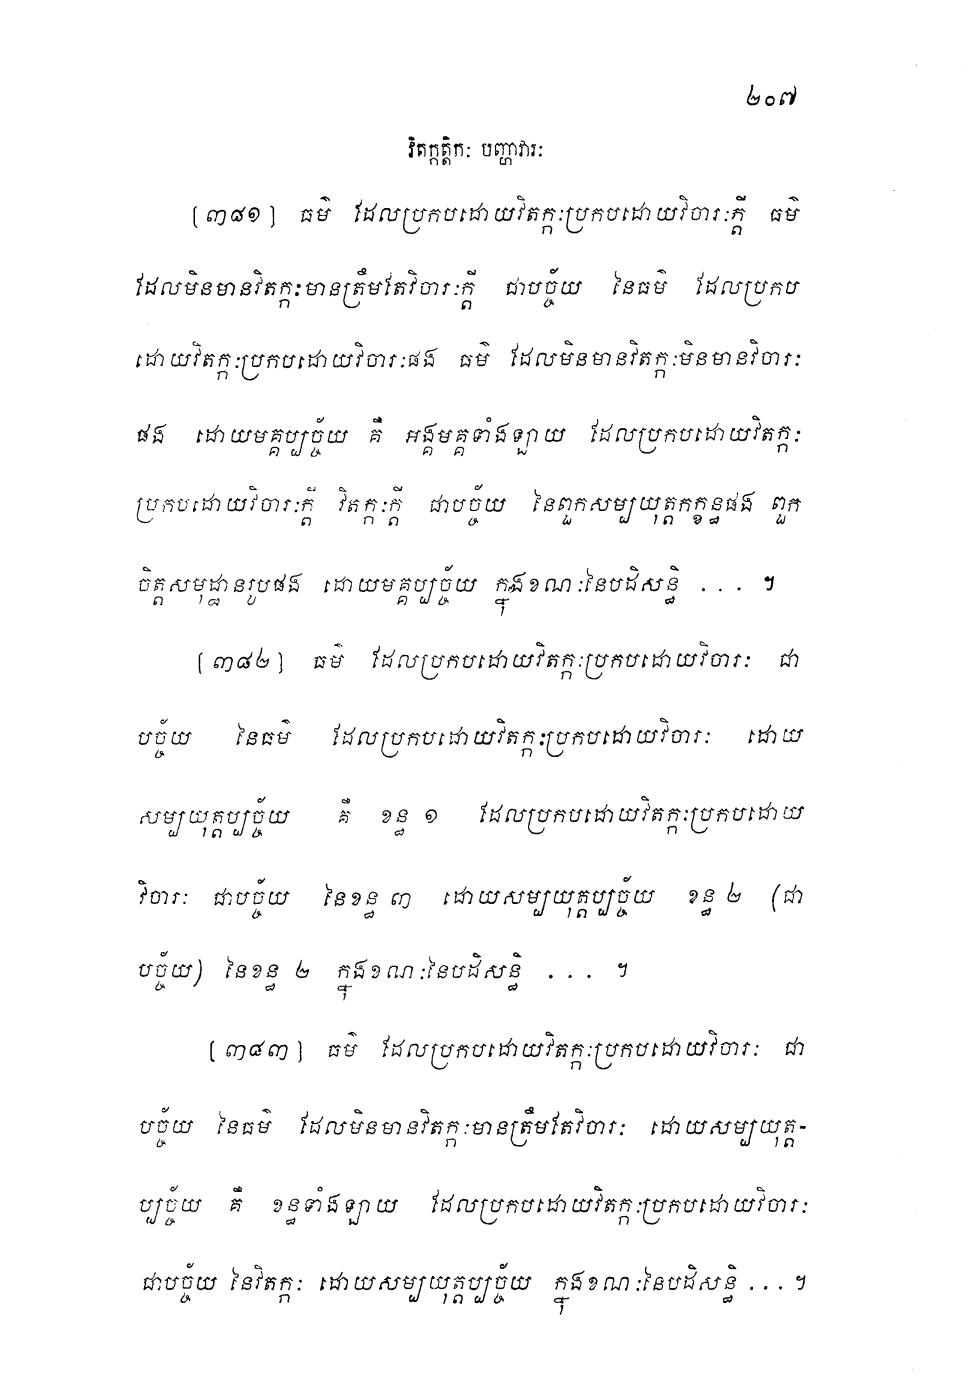 ២០៧
វិតក្កត្តិកៈ បញ្ហាវារៈ
[៣៨១] ធម៌ ដែលប្រកបដោយវិតក្កៈប្រកបដោយវិចារៈក្តី ធម៌
ដែលមិនមានវិតក្កៈមានត្រឹមតែវិចារៈក្តី ជាបច្ច័យ នៃធម៌ ដែលប្រកប
ដោយវិតក្កៈប្រកបដោយវិចារៈផង ធម៌ ដែលមិនមានវិតក្កៈមិនមានវិចារៈ
ផង ដោយមគ្គប្បច្ច័យ គឺ អង្គមគ្គទាំងឡាយ ដែលប្រកបដោយវិតក្កៈ
ប្រកបដោយវិចារៈក្តី វិតក្កៈក្តី ជាបច្ច័យ នៃពួកសម្បយុត្តកក្ខន្ធផង ពួក
ចិត្តសមុដ្ឋានរូបផង ដោយមគ្គប្បច្ច័យ ក្នុងខណៈនៃបដិសន្ធិ ... ។
[៣៨២] ធម៌ ដែលប្រកបដោយវិតក្កៈប្រកបដោយវិចារៈ ជា
បច្ច័យ នៃធម៌ ដែលប្រកបដោយវិតក្កៈប្រកបដោយវិចារៈ ដោយ
សម្បយុត្តប្បច្ច័យ គឺ ខន្ធ ១ ដែលប្រកបដោយវិតក្កៈប្រកបដោយ
វិចារៈ ជាបច្ច័យ នៃខន្ធ ៣ ដោយសម្បយុត្តប្បច្ច័យ ខន្ធ ២ (ជា
បច្ច័យ) នៃខន្ធ ២ ក្នុងខណៈនៃបដិសន្ធិ ... ។
[៣៨៣] ធម៌ ដែលប្រកបដោយវិតក្កៈប្រកបដោយវិចារៈ ជា
បច្ច័យ នៃធម៌ ដែលមិនមានវិតក្កៈមានត្រឹមតែវិចារៈ ដោយសម្បយុត្ត-
ប្បច្ច័យ គឺ ខន្ធទាំងឡាយ ដែលប្រកបដោយវិតក្កៈប្រកបដោយវិចារៈ
ជាបច្ច័យ នៃវិតក្កៈ ដោយសម្បយុត្តប្បច្ច័យ ក្នុងខណៈនៃបដិសន្ធិ ... ។